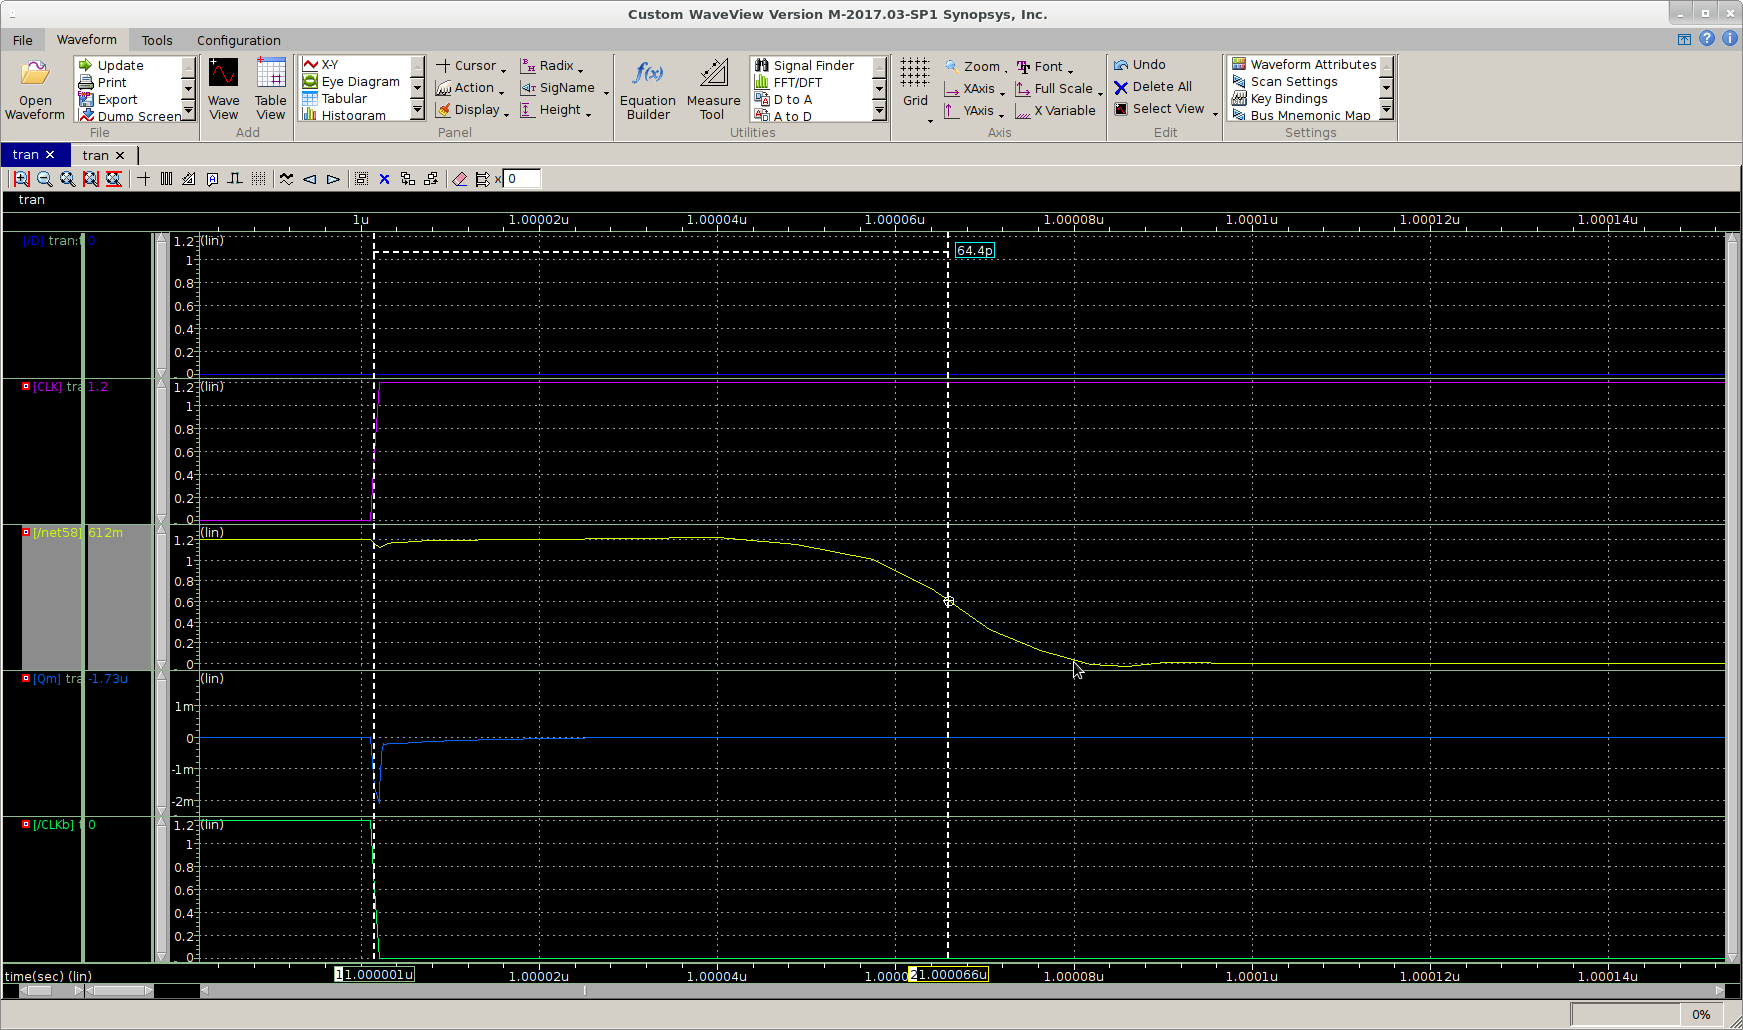 Custom WaveView Version M-2017.03-SP1 Synopsys, Inc.
File Waveform Tools Configuration
Open Waveform
Update
Print
Export
Dump Screen
File
Wave View
Table View
Add
X-Y
Eye Diagram
Tabular
Histogram
Cursor
Action
Display
Radix
SigName
Height
Panel
Equation Builder
Measure Tool
Signal Finder
FFT/DFT
D to A
A to D
Utilities
Grid
Zoom
XAxis
YAxis
Font
Full Scale
X Variable
Axis
Undo
Delete All
Select View
Edit
Waveform Attributes
Scan Settings
Key Bindings
Bus Mnemonic Map
Settings
tran tran
x 0
tran
1u 1.00002u 1.00004u 1.00006u 1.00008u 1.0001u 1.00012u 1.00014u
[/D] tran:t 0
1.2 (lin)
64.4p
1
0.8
0.6
0.4
0.2
0
[CLK] tra 1.2
1.2 (lin)
1
0.8
0.6
0.4
0.2
0
[/net58] 612m
(lin)
1.2
1
0.8
0.6
0.4
0.2
0
[Qm] tra -1.73u
(lin)
1m
0
-1m
-2m
[/CLKb] t 0
1.2 (lin)
1
0.8
0.6
0.4
0.2
0
time(sec) (lin) 1 1.000001u 1.00002u 1.00004u 1.0000 2 1.000066u 1.00008u 1.0001u 1.00012u 1.00014u
0%